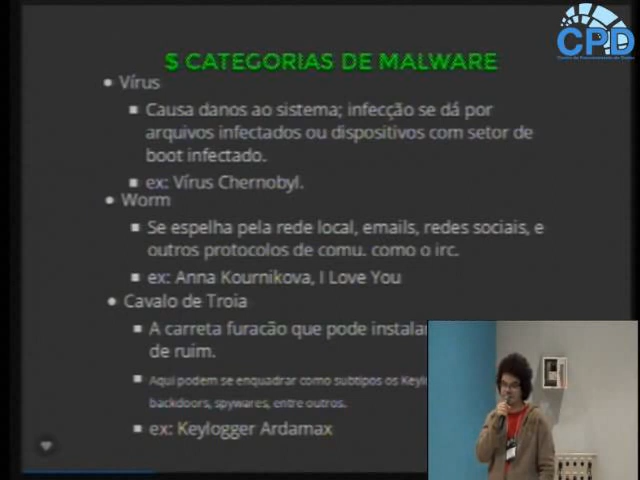 CPD
$ CATEGORIAS DE MALWARE
Vírus
Causa danos ao sistema; infecção se dá por
arquivos infectados ou dispositivos com setor de
boot infectado.
ex: Vírus Chernobyl.
Worm
Se espelha pela rede local, emails, redes sociais, e
outros protocolos de comu. como o irc.
ex: Anna Kournikova, I Love You
Cavalo de Troia
A carreta furacão que pode instalar
de ruim.
Aqui podem se enquadrar como subtipos os Keyl
backdoors, spywares, entre outros.
ex: Keylogger Ardamax